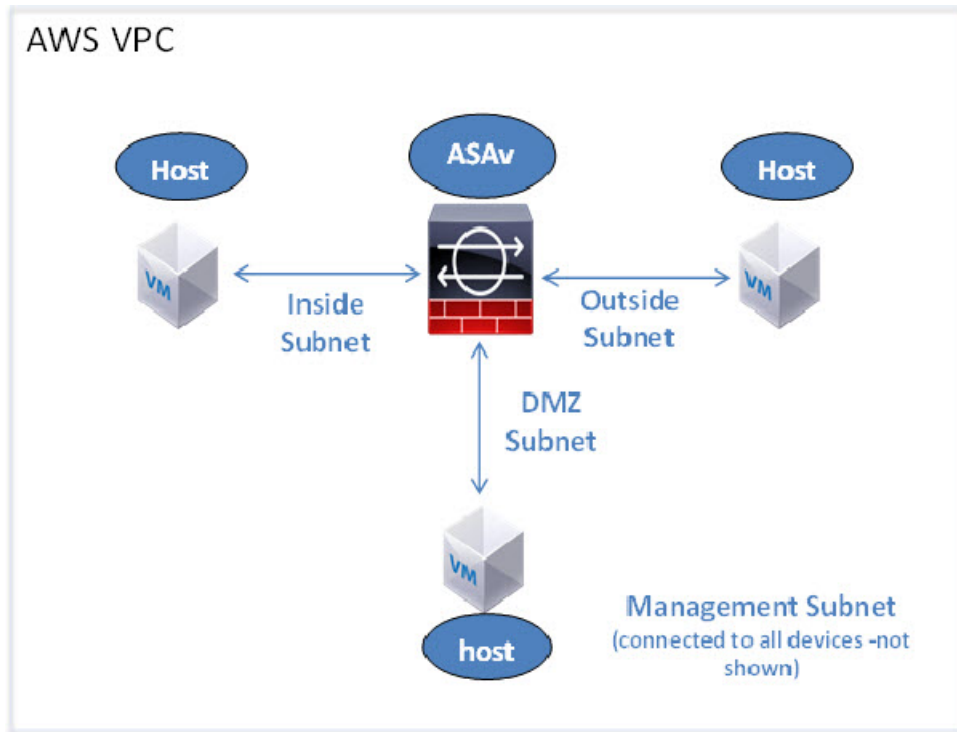 AWS VPC
Host
ASAv
Host
VM
VM
Inside
Subnet
Outside
Subnet
DMZ
Subnet
VM
host
Management Subnet
(connected to all devices -not
shown)